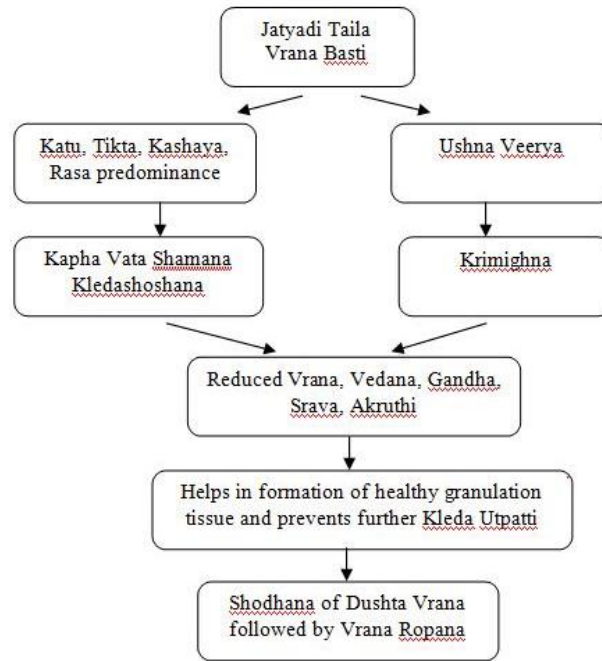 Jatyadi Taila
Vrana Basti
Katu, Tikta, Kashaya,
Rasa predominance
Ushna Veerya
Kapha Vata Shamana
Kledashoshana
Krimighna
Reduced Vrana, Vedana, Gandha,
Srava, Akruthi
Helps in formation of healthy granulation
tissue and prevents further Kleda Utpatti
Shodhana of Dushta Vrana
followed by Vrana Ropana